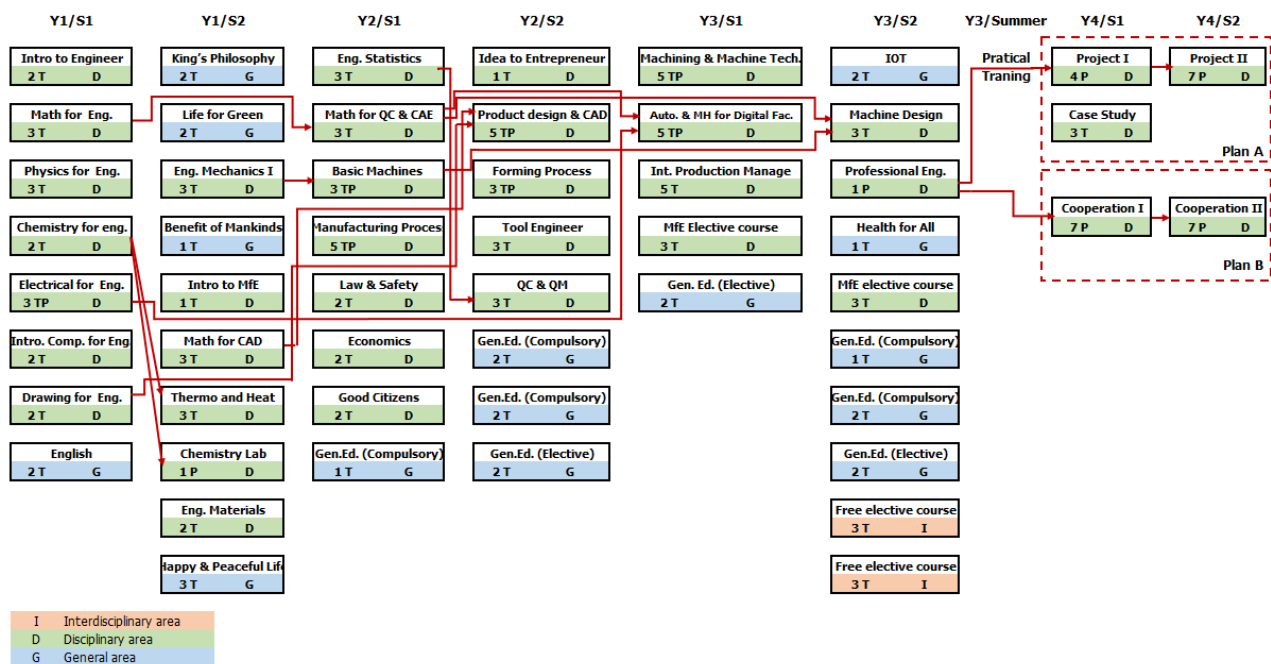 Y1/S1 Y1/S2 Y2/S1 Y2/S2 Y3/S1 Y3/S2 Y3/Summer Y4/S1 Y4/S2
Intro to Engineer
2 T D
Math for Eng.
3 T D
Physics for Eng.
3 T D
Chemistry for eng.
2 T D
Electrical for Eng.
3 TP D
Intro. Comp. for Eng.
2 T D
Drawing for Eng.
2 T D
English
2 T G
King's Philosophy
2 T G
Life for Green
2 T G
Eng. Mechanics I
3 T D
Benefit of Mankinds
1 T G
Intro to MfE
1 T D
Math for CAD
3 T D
Thermo and Heat
3 T D
Chemistry Lab
1 P D
Eng. Materials
2 T D
Happy & Peaceful Life
3 T G
Eng. Statistics
3 T D
Math for QC & CAE
3 T D
Basic Machines
3 TP D
Manufacturing Proces
5 TP D
Law & Safety
2 T D
Economics
2 T D
Good Citizens
2 T D
Gen.Ed. (Compulsory)
1 T G
Idea to Entrepreneur
1 T D
Product design & CAD
5 TP D
Forming Process
3 TP D
Tool Engineer
3 T D
QC & QM
3 T D
Gen.Ed. (Compulsory)
2 T G
Gen.Ed. (Compulsory)
2 T G
Gen.Ed. (Elective)
2 T G
Machining & Machine Tech.
5 TP D
Auto. & MH for Digital Fac.
5 TP D
Int. Production Manage
5 T D
MfE Elective course
3 T D
Gen. Ed. (Elective)
2 T G
IOT
2 T G
Machine Design
3 T D
Professional Eng.
1 P D
Health for All
1 T G
MfE elective course
3 T D
Gen.Ed. (Compulsory)
1 T G
Gen.Ed. (Compulsory)
2 T G
Gen.Ed. (Elective)
2 T G
Free elective course
3 T I
Free elective course
3 T I
Pratical
Traning
Project I
4 P D
Project II
7 P D
Case Study
3 T D
Plan A
Cooperation I
7 P D
Cooperation II
7 P D
Plan B
I Interdisciplinary area
D Disciplinary area
G General area